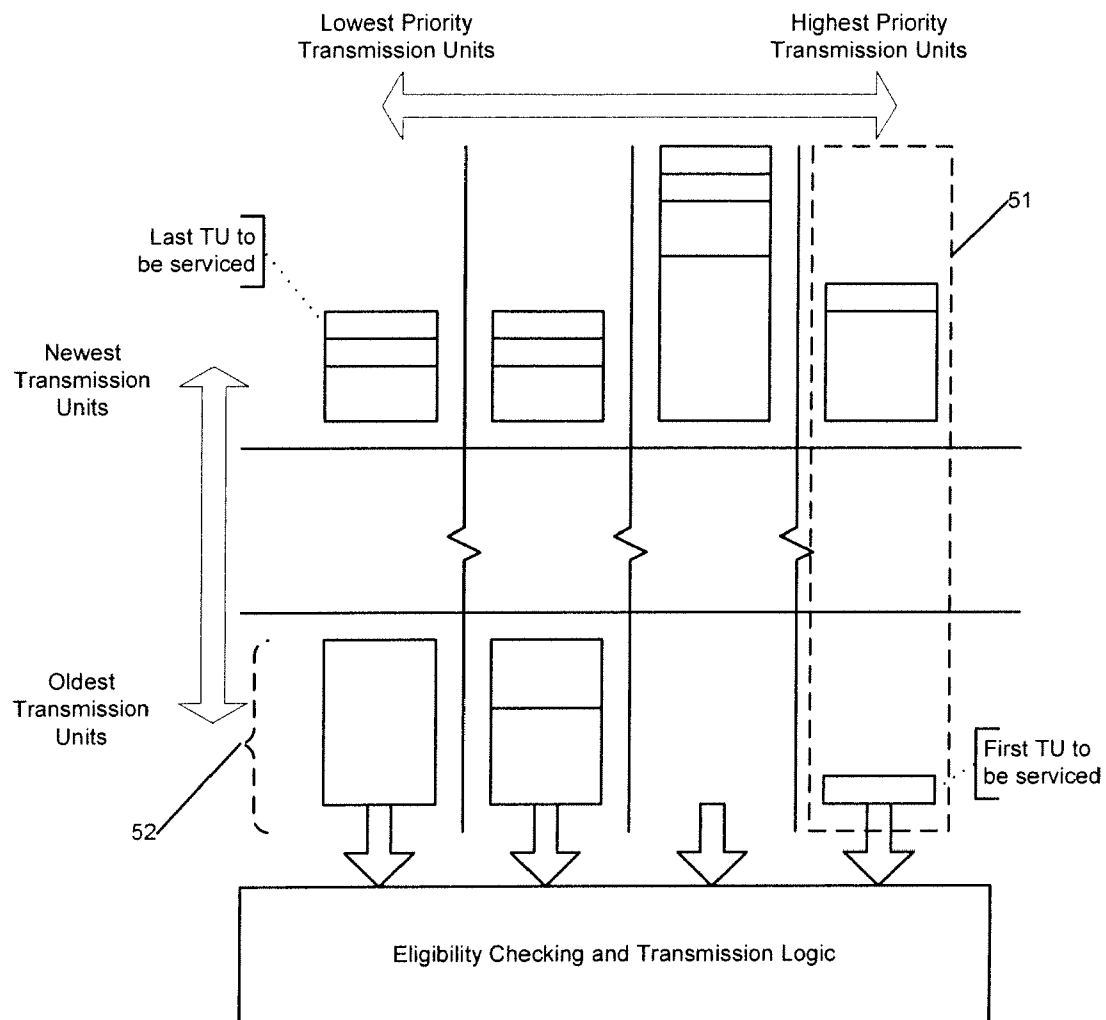 Lowest Priority
Transmission Units
Highest Priority
Transmission Units
51
Last TU to
be serviced
Newest
Transmission
Units
Oldest
Transmission
Units
First TU to
be serviced
52
Eligibility Checking and Transmission Logic